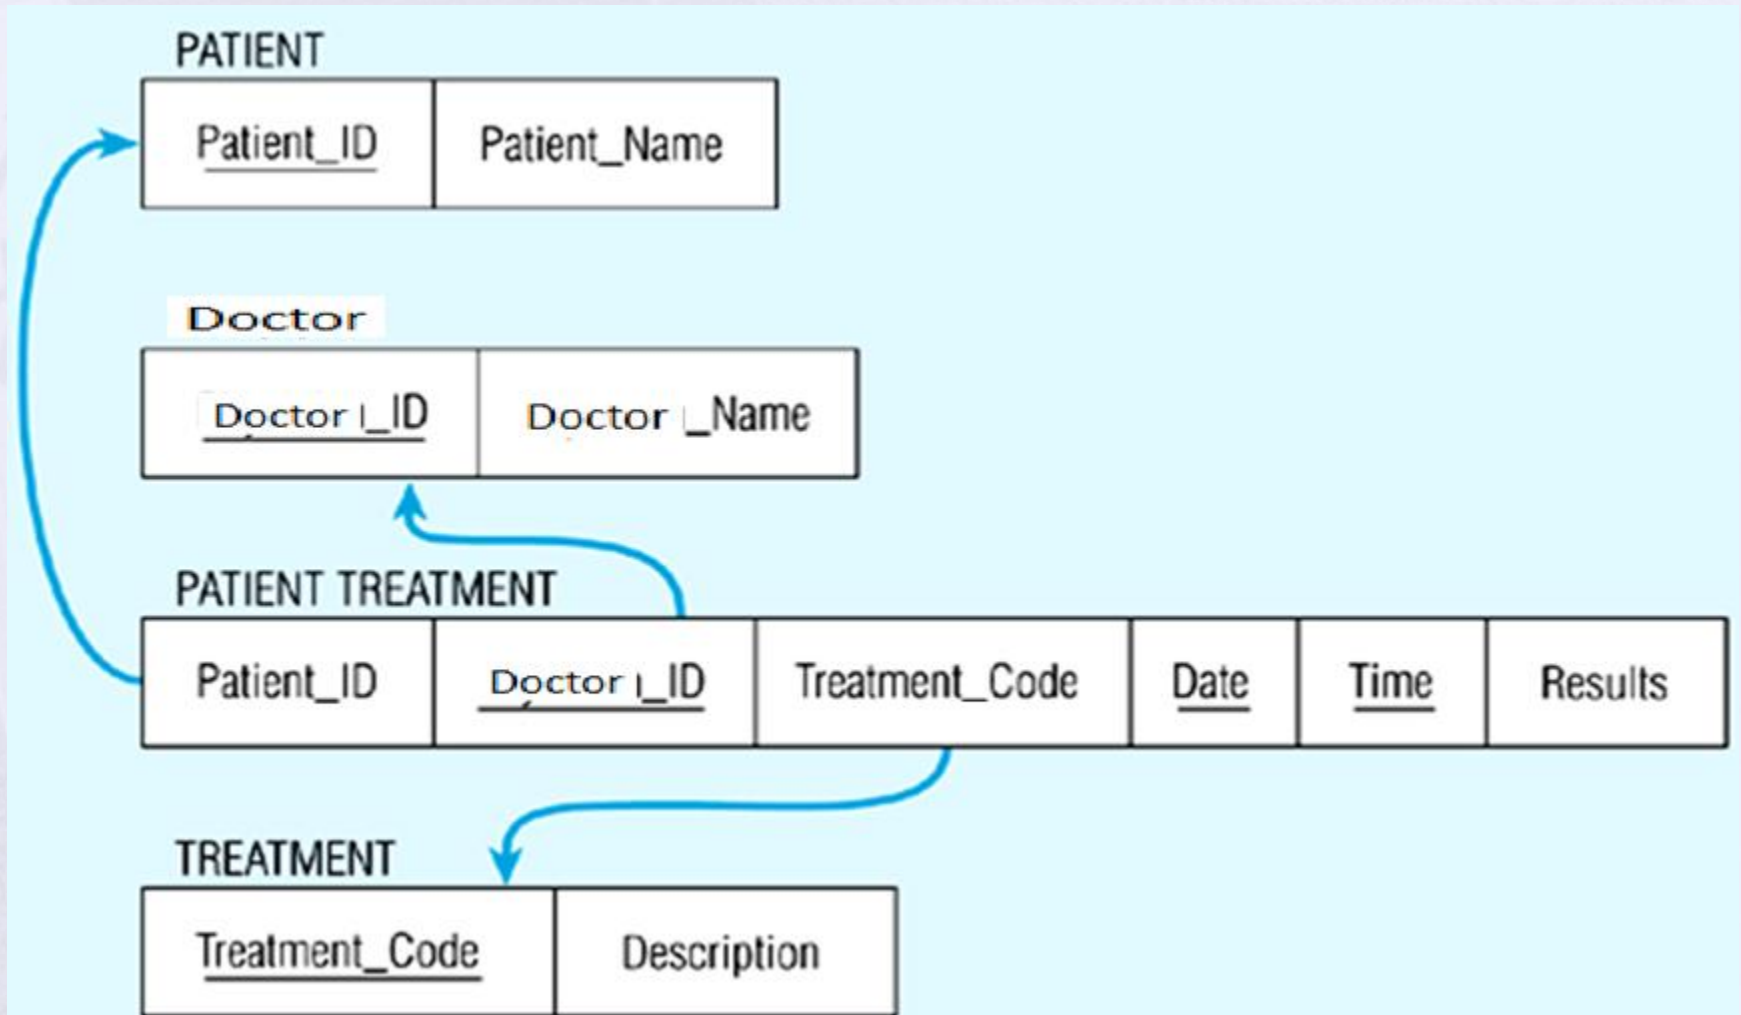 PATIENT
Patient_ID Patient_Name
Doctor
Doctor _ID Doctor _Name
PATIENT TREATMENT
Patient_ID Doctor _ID Treatment_Code Date Time Results
TREATMENT
Treatment_Code Description